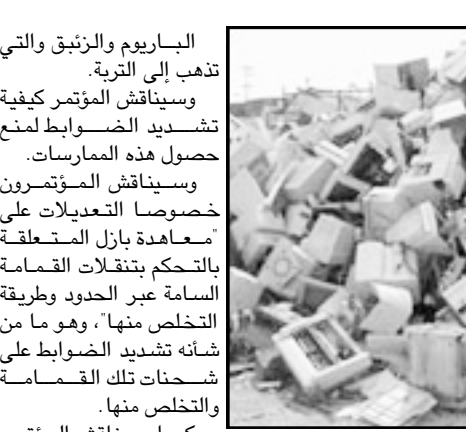 الباريوم والزئبق والتي
تذهب إلى التربة.
وسيناقش المؤتمر كيفية
تشديد الضوابط لمنع
حصول هذه الممارسات.
وسيناقش المؤتمرون
خصوصا التعديلات على
"معاهدة بازل المتعلقة
بالتحكم بتنقلات القمامة
السامة عبر الحدود وطريقة
التخلص منها"، وهو ما من
شأنه تشديد الضوابط على
شحنات تلك القمامة
والتخلص منها.